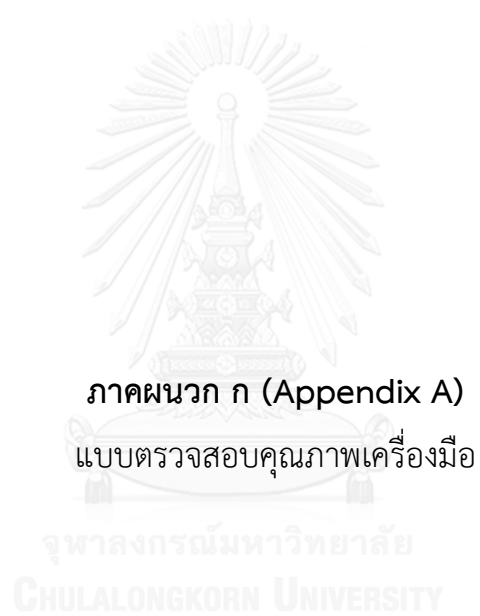 ภาคผนวก ก (Appendix A)
แบบตรวจสอบคุณภาพเครื่องมือ
จุฬาลงกรณ์มหาวิทยาลัย
CHULALONGKORN UNIVERSITY